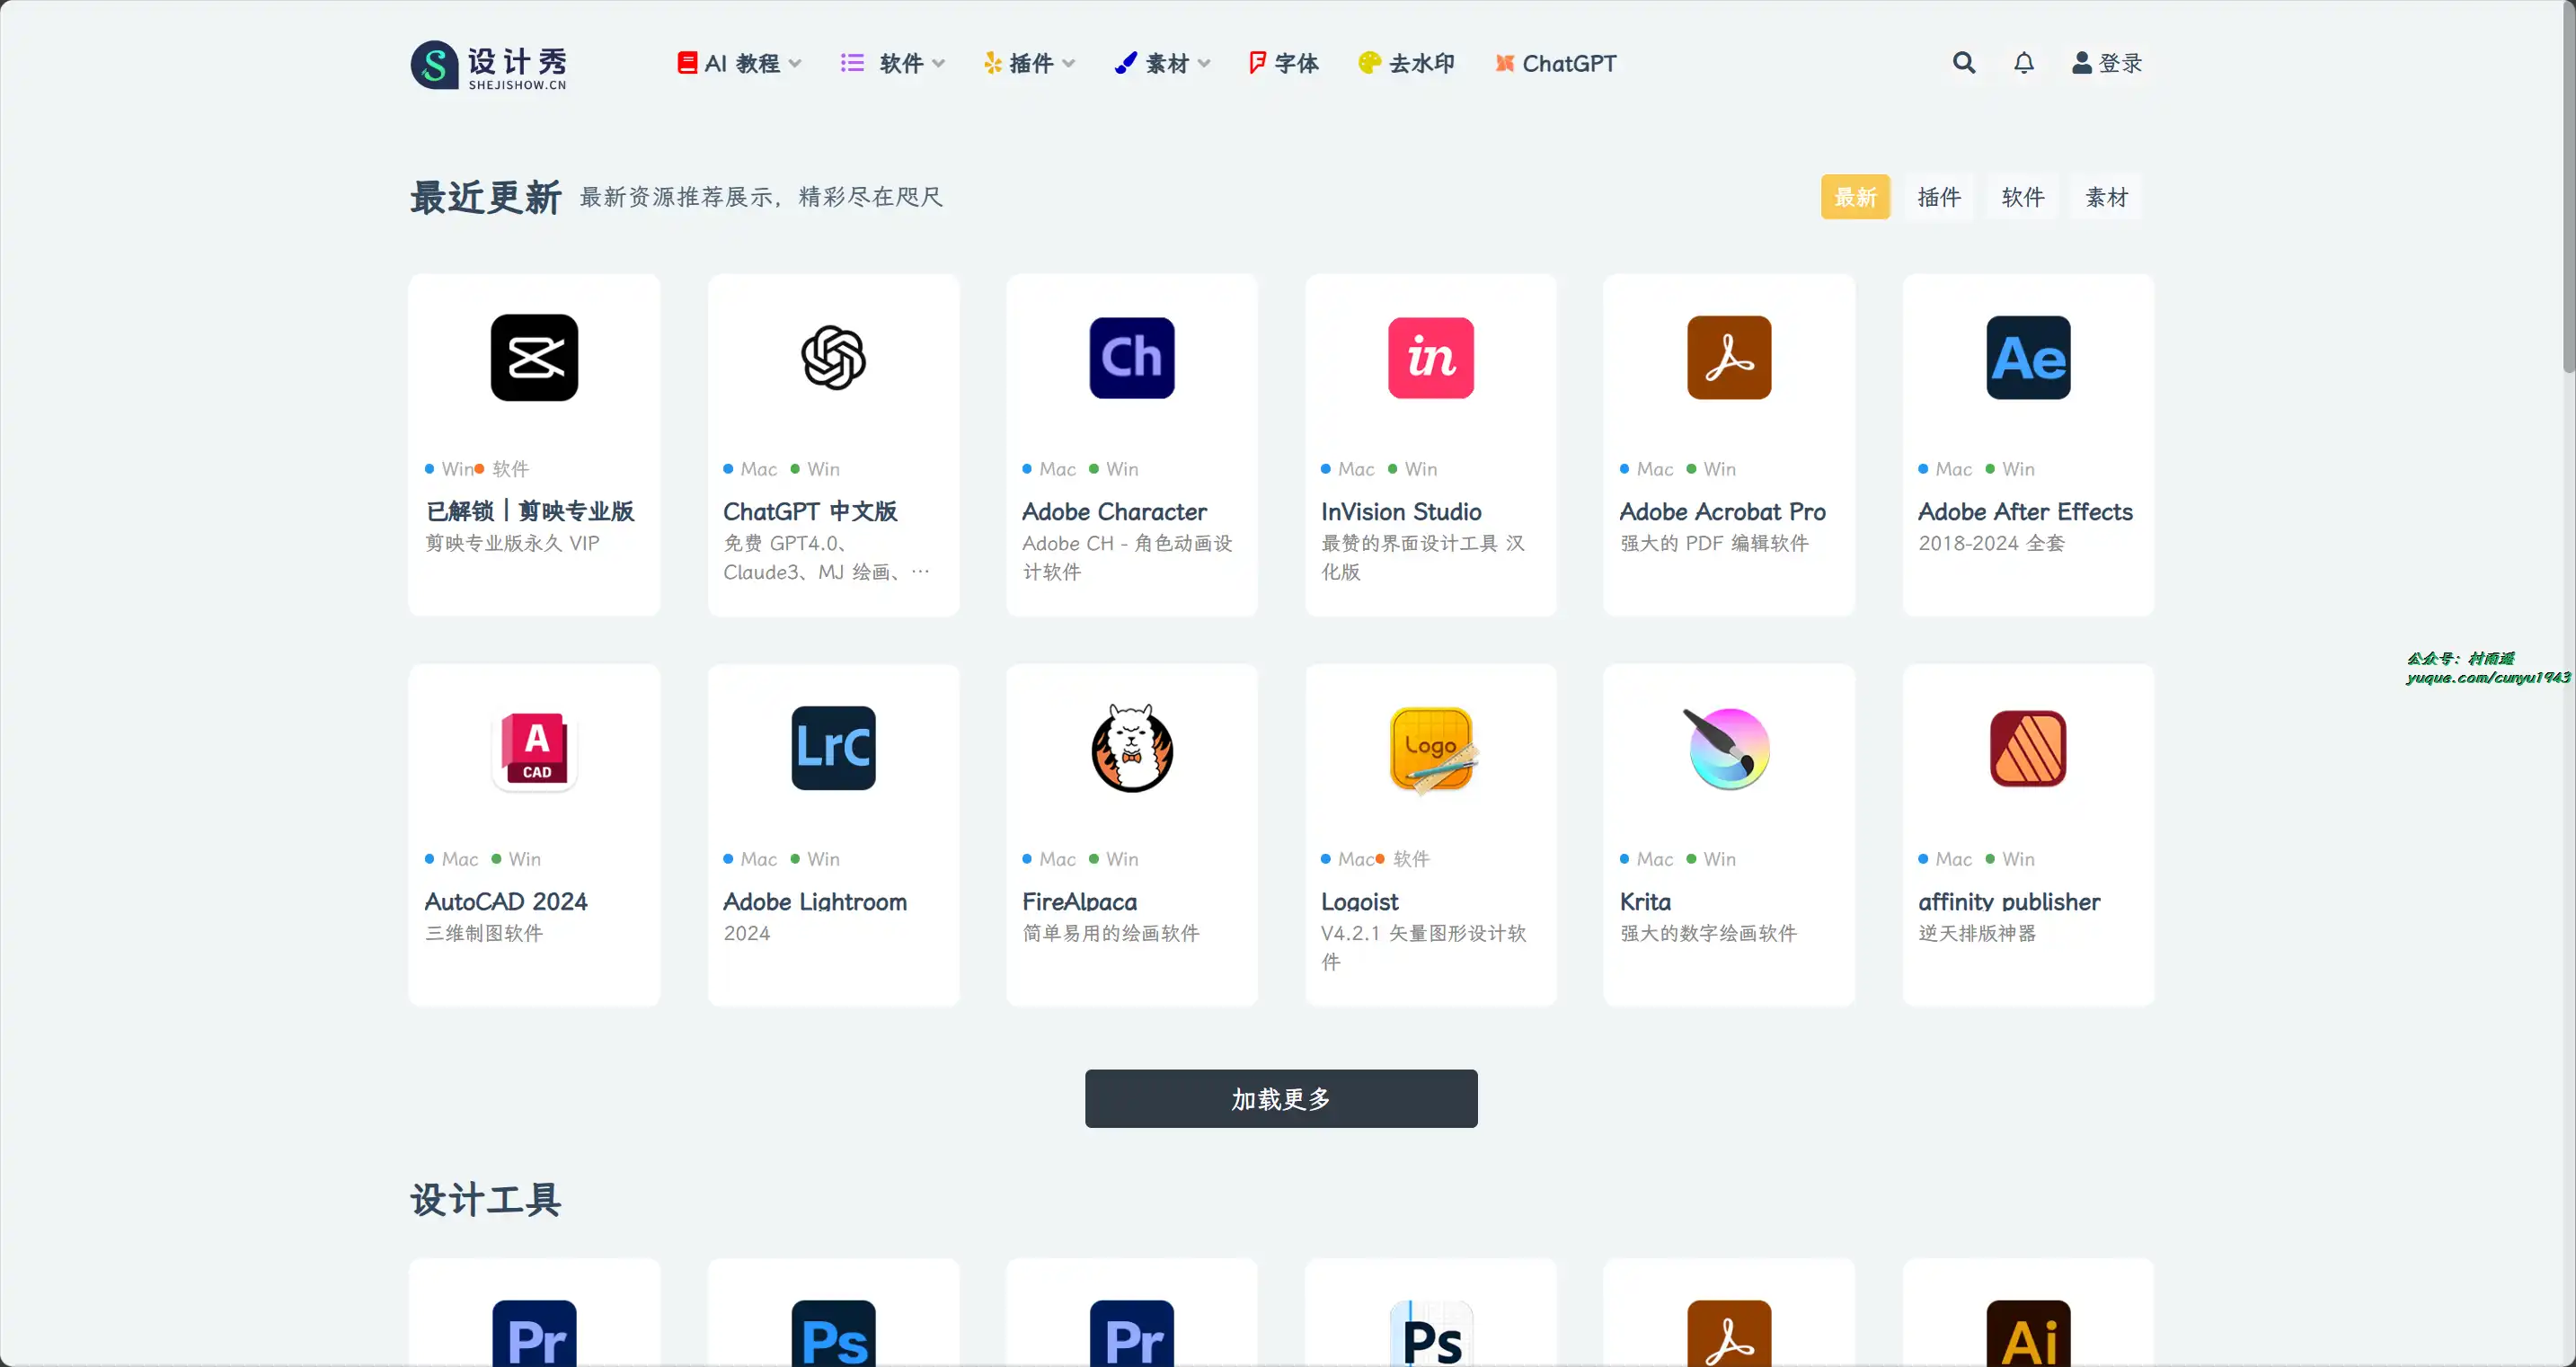 设计秀
SHEJISHOW.CN
AI 教程
软件
插件
素材
字体
去水印
ChatGPT
登录
最近更新
最新资源推荐展示，精彩尽在咫尺
最新
插件
软件
素材
Ch
in
Ae
Win 软件
已解锁｜剪映专业版
剪映专业版永久 VIP
Mac Win
ChatGPT 中文版
免费 GPT4.0、
Claude3、MJ 绘画、…
Mac Win
Adobe Character
Adobe CH - 角色动画设
计软件
Mac Win
InVision Studio
最赞的界面设计工具 汉
化版
Mac Win
Adobe Acrobat Pro
强大的 PDF 编辑软件
Mac Win
Adobe After Effects
2018-2024 全套
公众号：村雨遥
yuque.com/cunyu1943
A
CAD
LrC
Logo
Mac Win
AutoCAD 2024
三维制图软件
Mac Win
Adobe Lightroom
2024
Mac Win
FireAlpaca
简单易用的绘画软件
Mac 软件
Logoist
V4.2.1 矢量图形设计软
件
Mac Win
Krita
强大的数字绘画软件
Mac Win
affinity publisher
逆天排版神器
加载更多
设计工具
Pr
Ps
Pr
Ps
Ai